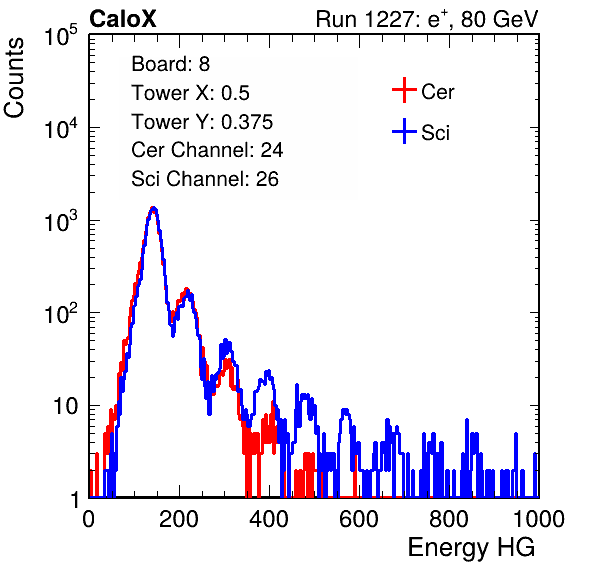 CaloX Run 1227: e⁺, 80 GeV
Counts
10⁵
10⁴
10³
10²
10
1
Board: 8
Tower X: 0.5
Tower Y: 0.375
Cer Channel: 24
Sci Channel: 26
Cer
Sci
0 200 400 600 800 1000
Energy HG